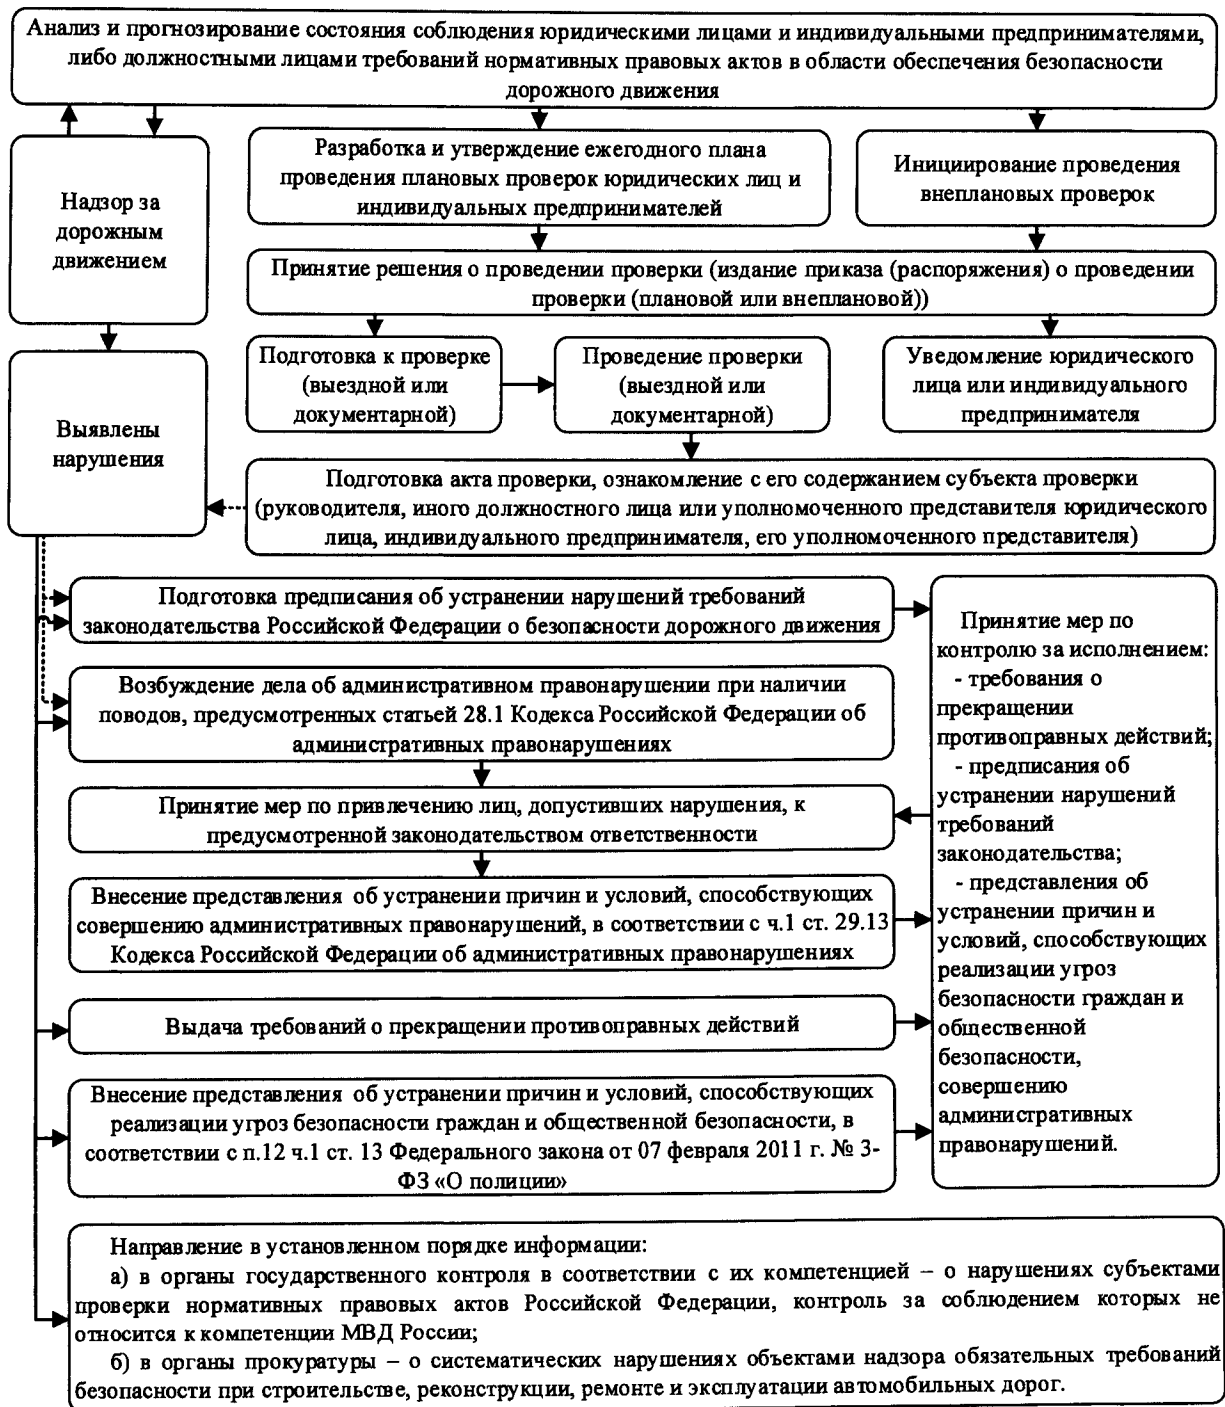 Анализ и прогнозирование состояния соблюдения юридическими лицами и индивидуальными предпринимателями,
либо должностными лицами требований нормативных правовых актов в области обеспечения безопасности
дорожного движения
Надзор за
дорожным
движением
Разработка и утверждение ежегодного плана
проведения плановых проверок юридических лиц и
индивидуальных предпринимателей
Инициирование проведения
внеплановых проверок
Принятие решения о проведении проверки (издание приказа (распоряжения) о проведении
проверки (плановой или внеплановой))
Подготовка к проверке
(выездной или
документарной)
Проведение проверки
(выездной или
документарной)
Уведомление юридического
лица или индивидуального
предпринимателя
Выявлены
нарушения
Подготовка акта проверки, ознакомление с его содержанием субъекта проверки
(руководителя, иного должностного лица или уполномоченного представителя юридического
лица, индивидуального предпринимателя, его уполномоченного представителя)
Подготовка предписания об устранении нарушений требований
законодательства Российской Федерации о безопасности дорожного движения
Возбуждение дела об административном правонарушении при наличии
поводов, предусмотренных статьей 28.1 Кодекса Российской Федерации об
административных правонарушениях
Принятие мер по привлечению лиц, допустивших нарушения, к
предусмотренной законодательством ответственности
Внесение представления об устранении причин и условий, способствующих
совершению административных правонарушений, в соответствии с ч.1 ст. 29.13
Кодекса Российской Федерации об административных правонарушениях
Выдача требований о прекращении противоправных действий
Внесение представления об устранении причин и условий, способствующих
реализации угроз безопасности граждан и общественной безопасности, в
соответствии с п.12 ч.1 ст. 13 Федерального закона от 07 февраля 2011 г. № 3-
ФЗ «О полиции»
Принятие мер по
контролю за исполнением:
- требования о
прекращении
противоправных действий;
- предписания об
устранении нарушений
требований
законодательства;
- представления об
устранении причин и
условий, способствующих
реализации угроз
безопасности граждан и
общественной
безопасности,
совершению
административных
правонарушений.
Направление в установленном порядке информации:
а) в органы государственного контроля в соответствии с их компетенцией – о нарушениях субъектами
проверки нормативных правовых актов Российской Федерации, контроль за соблюдением которых не
относится к компетенции МВД России;
б) в органы прокуратуры – о систематических нарушениях объектами надзора обязательных требований
безопасности при строительстве, реконструкции, ремонте и эксплуатации автомобильных дорог.